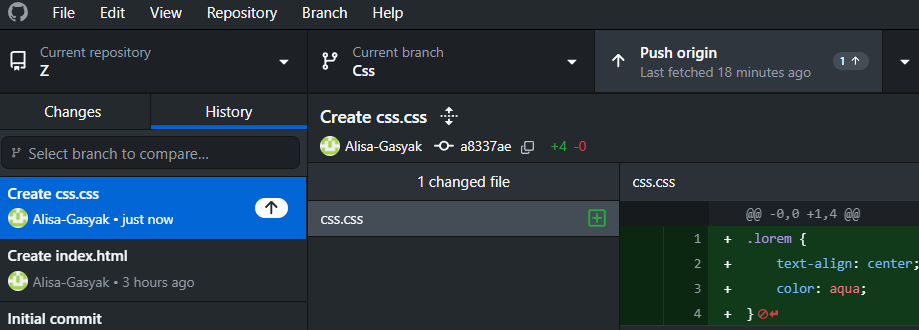 File Edit View Repository Branch Help
Current repository
Z
Current branch
Css
Push origin
Last fetched 18 minutes ago
1
Changes History
Select branch to compare...
Create css.css
Alisa-Gasyak • just now
Create index.html
Alisa-Gasyak • 3 hours ago
Initial commit
Create css.css
Alisa-Gasyak a8337ae +4 -0
1 changed file
css.css
css.css
@@ -0,0 +1,4 @@
1 + .lorem {
2 + text-align: center;
3 + color: aqua;
4 + }